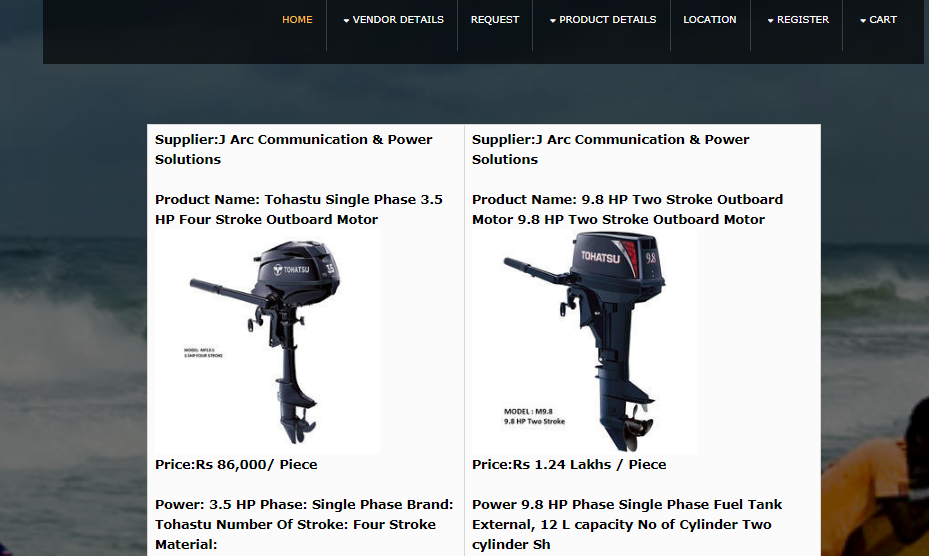 HOME
VENDOR DETAILS
REQUEST
PRODUCT DETAILS
LOCATION
REGISTER
CART
Supplier:J Arc Communication & Power
Solutions
Product Name: Tohastu Single Phase 3.5
HP Four Stroke Outboard Motor
TOHATSU
3.5
3.5HP FOUR STROKE
Price:Rs 86,000/ Piece
Power: 3.5 HP Phase: Single Phase Brand:
Tohastu Number Of Stroke: Four Stroke
Material:
Supplier:J Arc Communication & Power
Solutions
Product Name: 9.8 HP Two Stroke Outboard
Motor 9.8 HP Two Stroke Outboard Motor
TOHATSU
9.8
MODEL : M9.8
9.8 HP Two Stroke
Price:Rs 1.24 Lakhs / Piece
Power 9.8 HP Phase Single Phase Fuel Tank
External, 12 L capacity No of Cylinder Two
cylinder Sh